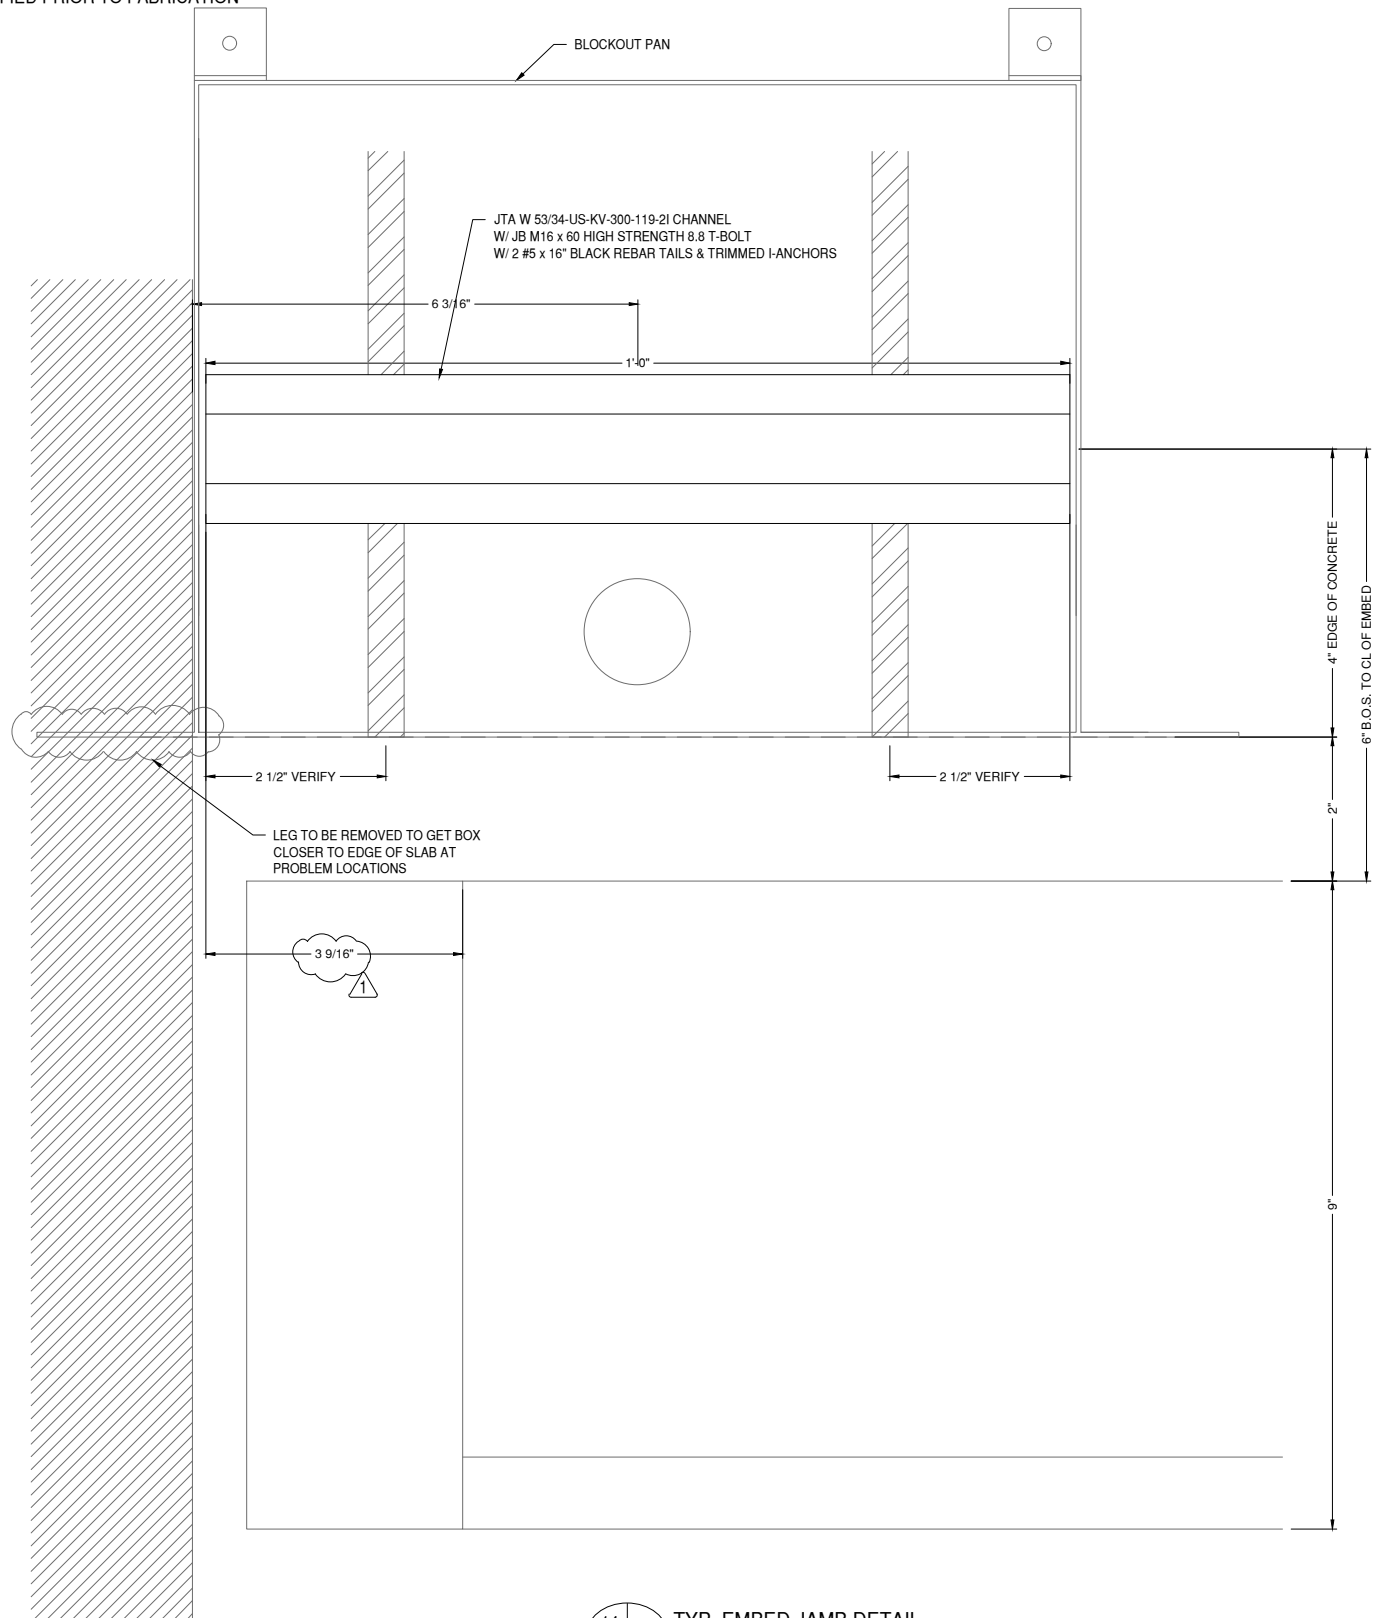 BLOCKOUT PAN
JTA W 53/34-US-KV-300-119-2I CHANNEL
W/ JB M16 x 60 HIGH STRENGTH 8.8 T-BOLT
W/ 2 #5 x 16" BLACK REBAR TAILS & TRIMMED I-ANCHORS
6 3/16"
1'-0"
4" EDGE OF CONCRETE
6" B.O.S. TO CL OF EMBED
2 1/2" VERIFY
2 1/2" VERIFY
2"
LEG TO BE REMOVED TO GET BOX
CLOSER TO EDGE OF SLAB AT
PROBLEM LOCATIONS
3 9/16"
1
9"
TYP. EMBED JAMB DETAIL